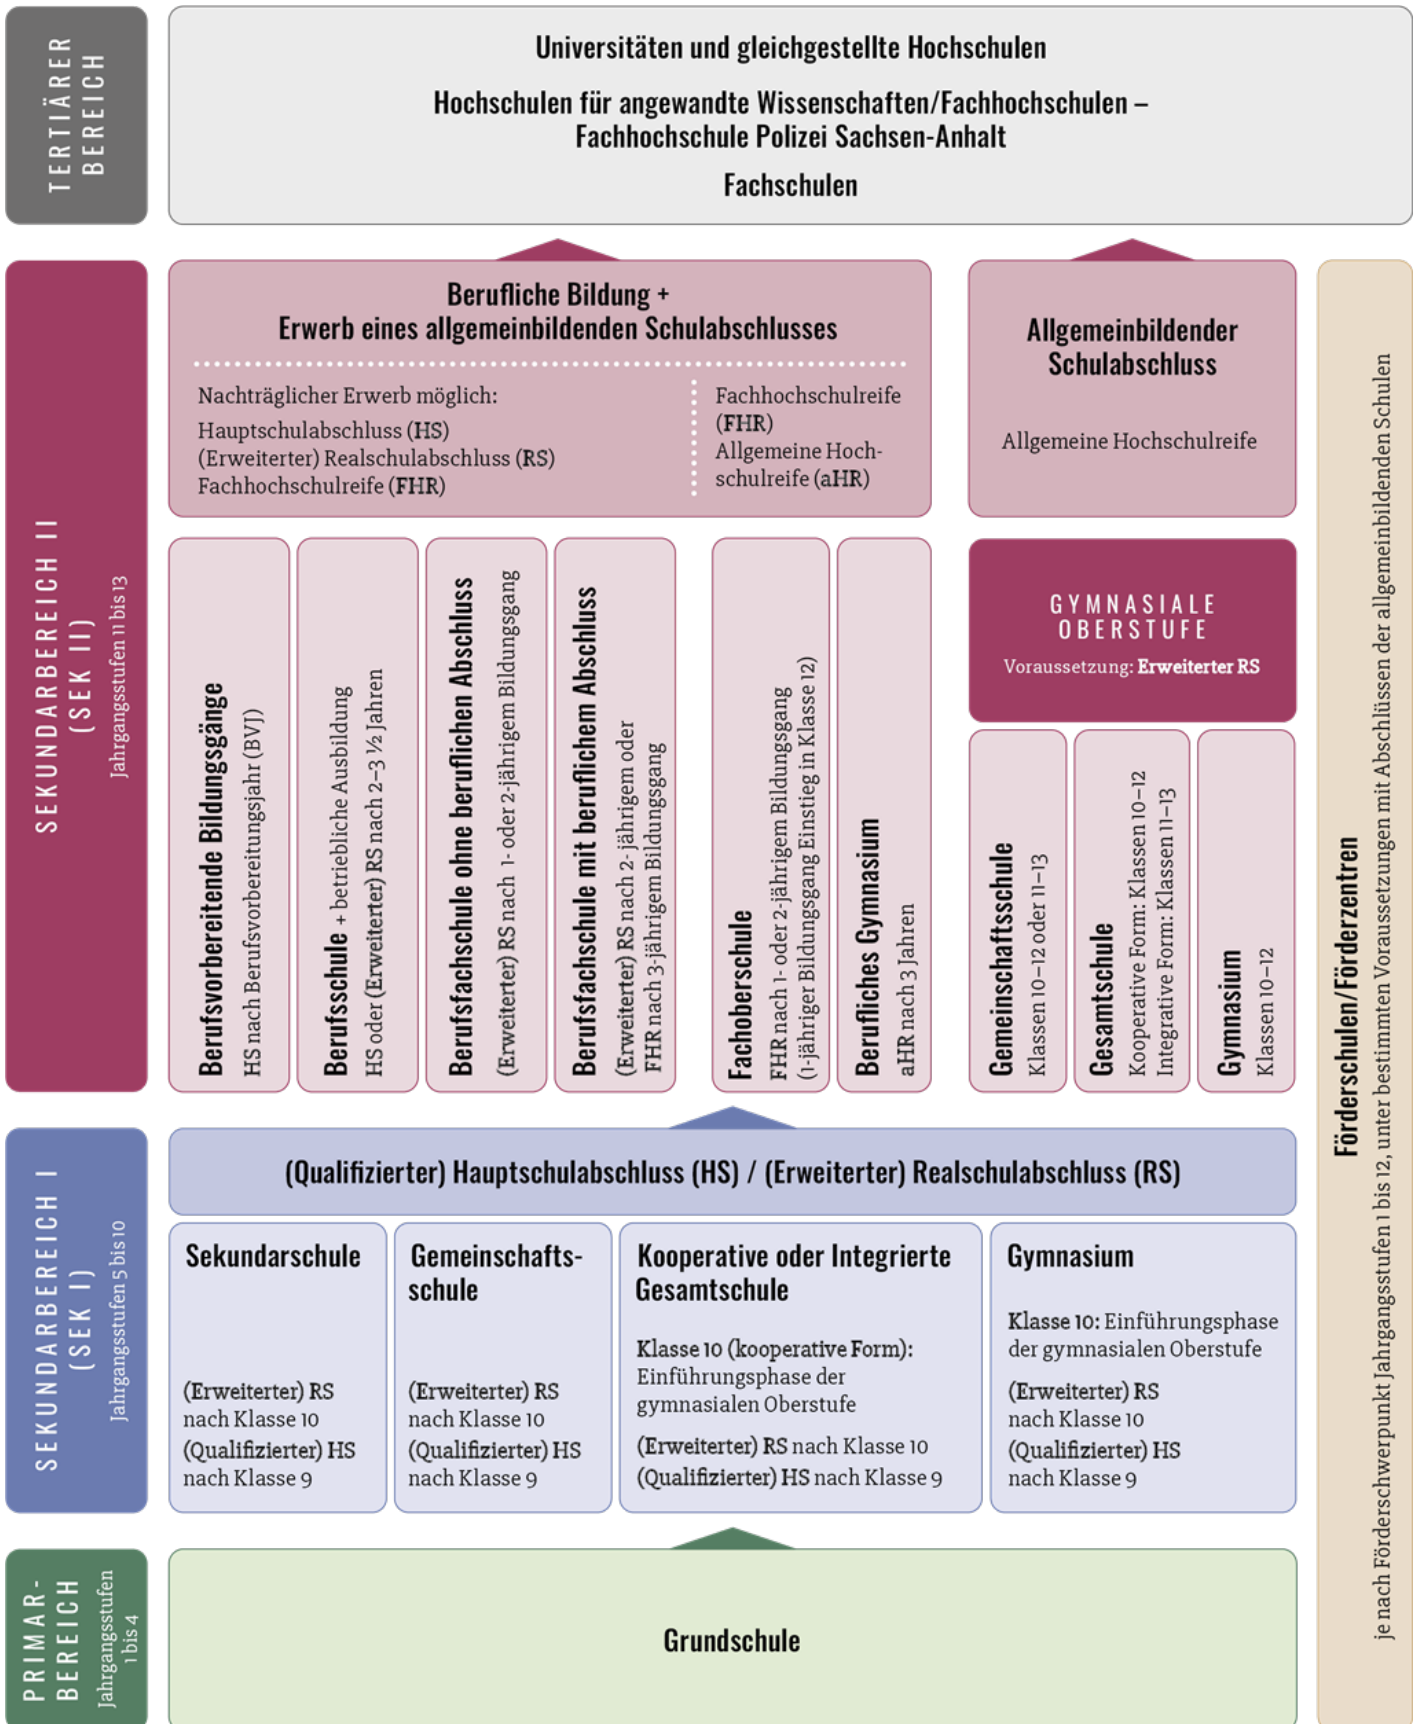 TERTIÄRER
BEREICH
Universitäten und gleichgestellte Hochschulen
Hochschulen für angewandte Wissenschaften/Fachhochschulen –
Fachhochschule Polizei Sachsen-Anhalt
Fachschulen
SEKUNDARBEREICH II
(SEK II)
Jahrgangsstufen 11 bis 13
Berufliche Bildung +
Erwerb eines allgemeinbildenden Schulabschlusses
Nachträglicher Erwerb möglich:
Hauptschulabschluss (HS)
(Erweiterter) Realschulabschluss (RS)
Fachhochschulreife (FHR)
Fachhochschulreife
(FHR)
Allgemeine Hoch-
schulreife (aHR)
Allgemeinbildender
Schulabschluss
Allgemeine Hochschulreife
Berufsvorbereitende Bildungsgänge
HS nach Berufsvorbereitungsjahr (BVJ)
Berufsschule + betriebliche Ausbildung
HS oder (Erweiterter) RS nach 2–3 ½ Jahren
Berufsfachschule ohne beruflichen Abschluss
(Erweiterter) RS nach 1- oder 2-jährigem Bildungsgang
Berufsfachschule mit beruflichem Abschluss
(Erweiterter) RS nach 2- jährigem oder
FHR nach 3-jährigem Bildungsgang
Fachoberschule
FHR nach 1- oder 2-jährigem Bildungsgang
(1-jähriger Bildungsgang Einstieg in Klasse 12)
Berufliches Gymnasium
aHR nach 3 Jahren
GYMNASIALE
OBERSTUFE
Voraussetzung: Erweiterter RS
Gemeinschaftsschule
Klassen 10–12 oder 11–13
Gesamtschule
Kooperative Form: Klassen 10–12
Integrative Form: Klassen 11–13
Gymnasium
Klassen 10–12
SEKUNDARBEREICH I
(SEK I)
Jahrgangsstufen 5 bis 10
(Qualifizierter) Hauptschulabschluss (HS) / (Erweiterter) Realschulabschluss (RS)
Sekundarschule
(Erweiterter) RS
nach Klasse 10
(Qualifizierter) HS
nach Klasse 9
Gemeinschafts-
schule
(Erweiterter) RS
nach Klasse 10
(Qualifizierter) HS
nach Klasse 9
Kooperative oder Integrierte
Gesamtschule
Klasse 10 (kooperative Form):
Einführungsphase der
gymnasialen Oberstufe
(Erweiterter) RS nach Klasse 10
(Qualifizierter) HS nach Klasse 9
Gymnasium
Klasse 10: Einführungsphase
der gymnasialen Oberstufe
(Erweiterter) RS
nach Klasse 10
(Qualifizierter) HS
nach Klasse 9
PRIMAR-
BEREICH
Jahrgangsstufen
1 bis 4
Grundschule
Förderschulen/Förderzentren
je nach Förderschwerpunkt Jahrgangsstufen 1 bis 12, unter bestimmten Voraussetzungen mit Abschlüssen der allgemeinbildenden Schulen